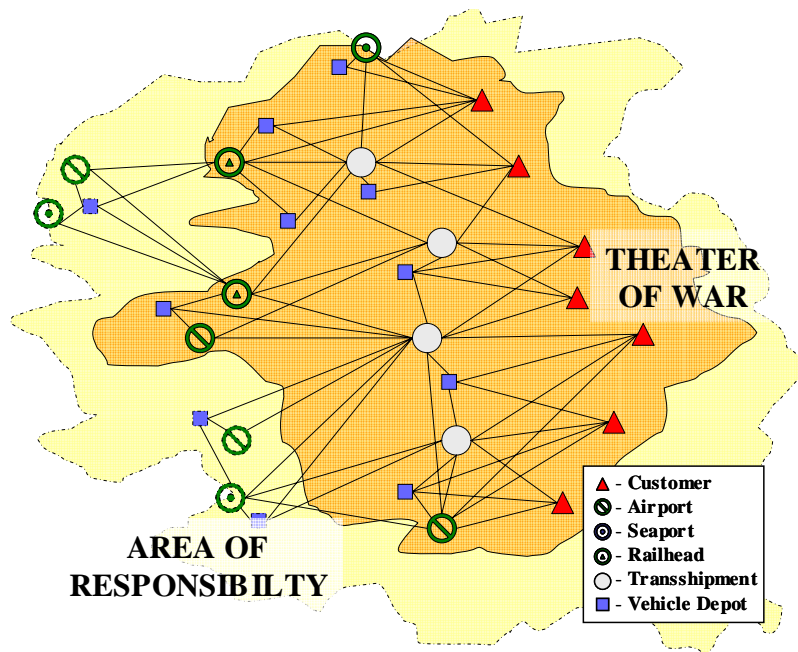 THEATER
OF WAR
- Customer
- Airport
- Seaport
- Railhead
- Transshipment
- Vehicle Depot
AREA OF
RESPONSIBILTY